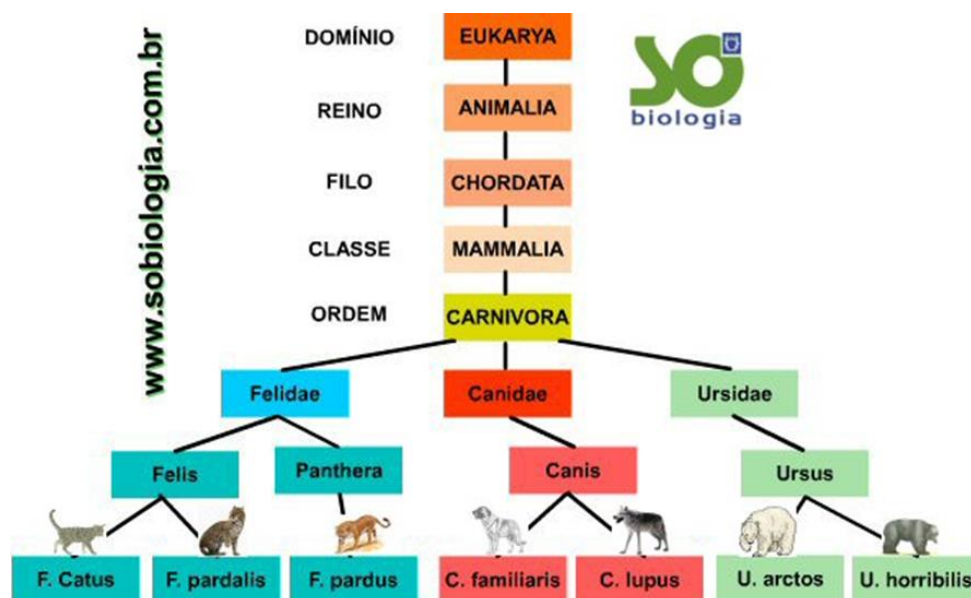 www.sobiologia.com.br
DOMÍNIO EUKARYA
SO
biologia
REINO ANIMALIA
FILO CHORDATA
CLASSE MAMMALIA
ORDEM CARNIVORA
Felidae Canidae Ursidae
Felis Panthera Canis Ursus
F. Catus F. pardalis F. pardus C. familiaris C. lupus U. arctos U. horribilis